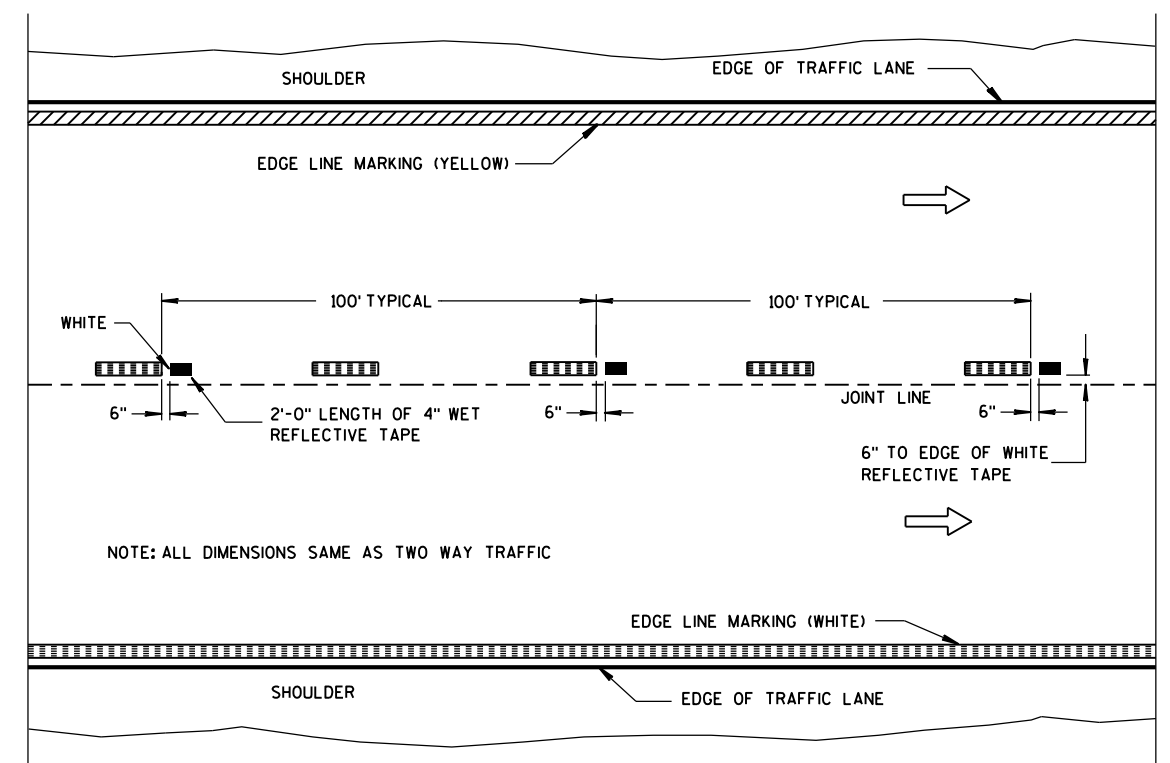 SHOULDER
EDGE OF TRAFFIC LANE
EDGE LINE MARKING (YELLOW)
100' TYPICAL
100' TYPICAL
WHITE
JOINT LINE
6"
2'-0" LENGTH OF 4" WET
REFLECTIVE TAPE
6"
6"
6" TO EDGE OF WHITE
REFLECTIVE TAPE
NOTE: ALL DIMENSIONS SAME AS TWO WAY TRAFFIC
EDGE LINE MARKING (WHITE)
SHOULDER
EDGE OF TRAFFIC LANE